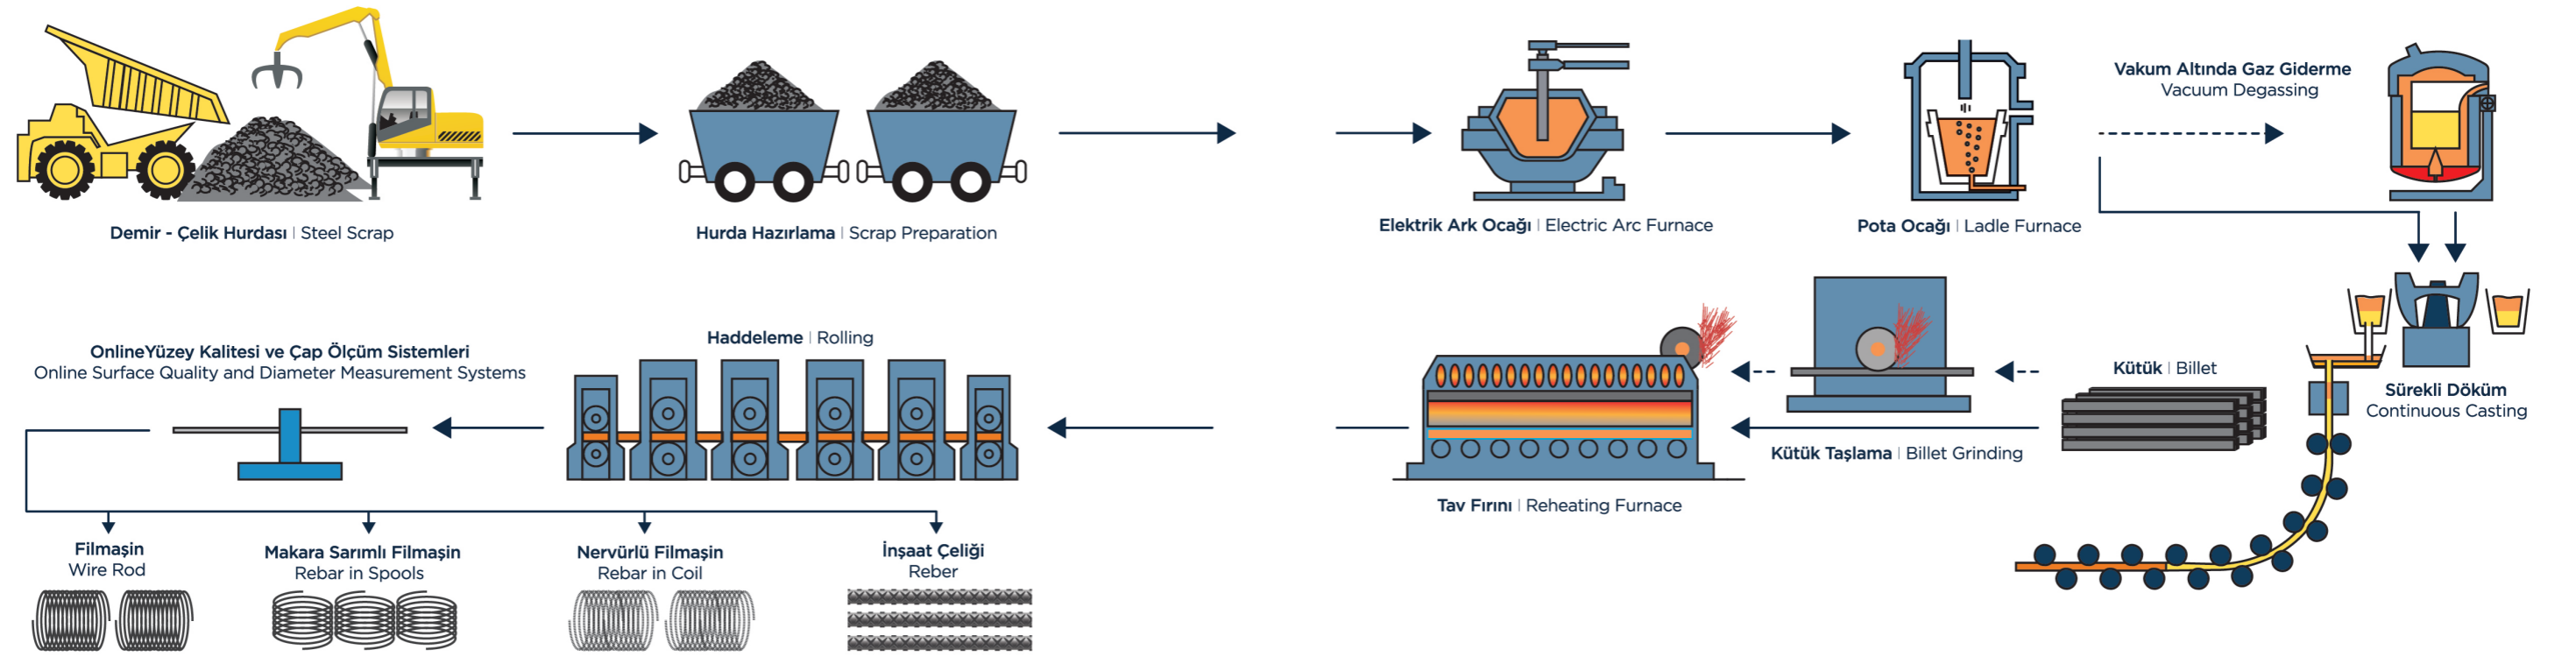 Vakum Altında Gaz Giderme
Vacuum Degassing
Demir - Çelik Hurdası | Steel Scrap
Hurda Hazırlama | Scrap Preparation
Elektrik Ark Ocağı | Electric Arc Furnace
Pota Ocağı | Ladle Furnace
OnlineYüzey Kalitesi ve Çap Ölçüm Sistemleri
Online Surface Quality and Diameter Measurement Systems
Haddeleme | Rolling
Kütük | Billet
Sürekli Döküm
Continuous Casting
Kütük Taşlama | Billet Grinding
Tav Fırını | Reheating Furnace
Filmaşin
Wire Rod
Makara Sarımlı Filmaşin
Rebar in Spools
Nervürlü Filmaşin
Rebar in Coil
İnşaat Çeliği
Reber